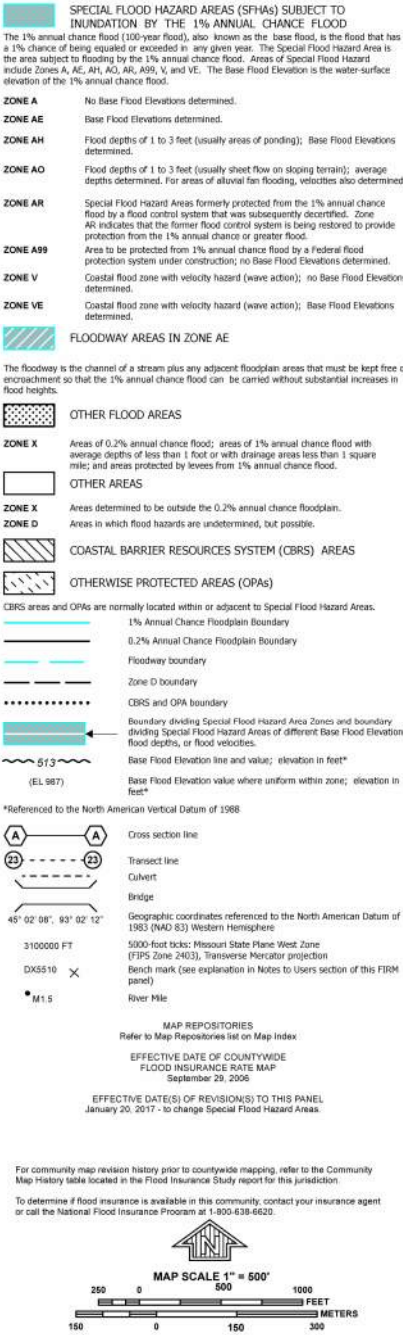 SPECIAL FLOOD HAZARD AREAS (SFHAs) SUBJECT TO
INUNDATION BY THE 1% ANNUAL CHANCE FLOOD
The 1% annual chance flood (100-year flood), also known as the base flood, is the flood that has
a 1% chance of being equaled or exceeded in any given year. The Special Flood Hazard Area is
the area subject to flooding by the 1% annual chance flood. Areas of Special Flood Hazard
include Zones A, AE, AH, AO, AR, A99, V, and VE. The Base Flood Elevation is the water-surface
elevation of the 1% annual chance flood.
ZONE A No Base Flood Elevations determined.
ZONE AE Base Flood Elevations determined.
ZONE AH Flood depths of 1 to 3 feet (usually areas of ponding); Base Flood Elevations
determined.
ZONE AO Flood depths of 1 to 3 feet (usually sheet flow on sloping terrain); average
depths determined. For areas of alluvial fan flooding, velocities also determined
ZONE AR Special Flood Hazard Areas formerly protected from the 1% annual chance
flood by a flood control system that was subsequently decertified. Zone
AR indicates that the former flood control system is being restored to provide
protection from the 1% annual chance or greater flood.
ZONE A99 Area to be protected from 1% annual chance flood by a Federal flood
protection system under construction; no Base Flood Elevations determined.
ZONE V Coastal flood zone with velocity hazard (wave action); no Base Flood Elevations
determined.
ZONE VE Coastal flood zone with velocity hazard (wave action); Base Flood Elevations
determined.
FLOODWAY AREAS IN ZONE AE
The floodway is the channel of a stream plus any adjacent floodplain areas that must be kept free o
encroachment so that the 1% annual chance flood can be carried without substantial increases in
flood heights.
OTHER FLOOD AREAS
ZONE X Areas of 0.2% annual chance flood; areas of 1% annual chance flood with
average depths of less than 1 foot or with drainage areas less than 1 square
mile; and areas protected by levees from 1% annual chance flood.
OTHER AREAS
ZONE X Areas determined to be outside the 0.2% annual chance floodplain.
ZONE D Areas in which flood hazards are undetermined, but possible.
COASTAL BARRIER RESOURCES SYSTEM (CBRS) AREAS
OTHERWISE PROTECTED AREAS (OPAs)
CBRS areas and OPAs are normally located within or adjacent to Special Flood Hazard Areas.
1% Annual Chance Floodplain Boundary
0.2% Annual Chance Floodplain Boundary
Floodway boundary
Zone D boundary
CBRS and OPA boundary
Boundary dividing Special Flood Hazard Area Zones and boundary
dividing Special Flood Hazard Areas of different Base Flood Elevation
flood depths, or flood velocities.
513 Base Flood Elevation line and value; elevation in feet*
(EL 987) Base Flood Elevation value where uniform within zone; elevation in
feet*
*Referenced to the North American Vertical Datum of 1988
A A Cross section line
23 23 Transect line
Culvert
Bridge
45° 02' 08", 93° 02' 12" Geographic coordinates referenced to the North American Datum of
1983 (NAD 83) Western Hemisphere
3100000 FT 5000-foot ticks: Missouri State Plane West Zone
(FIPS Zone 2403), Transverse Mercator projection
DX5510 Bench mark (see explanation in Notes to Users section of this FIRM
panel)
M1.5 River Mile
MAP REPOSITORIES
Refer to Map Repositories list on Map Index
EFFECTIVE DATE OF COUNTYWIDE
FLOOD INSURANCE RATE MAP
September 29, 2006
EFFECTIVE DATE(S) OF REVISION(S) TO THIS PANEL
January 20, 2017 - to change Special Flood Hazard Areas.
For community map revision history prior to countywide mapping, refer to the Community
Map History table located in the Flood Insurance Study report for this jurisdiction.
To determine if flood insurance is available in this community, contact your insurance agent
or call the National Flood Insurance Program at 1-800-638-6620.
N
MAP SCALE 1" = 500'
250 0 500 1000
FEET
METERS
150 0 150 300